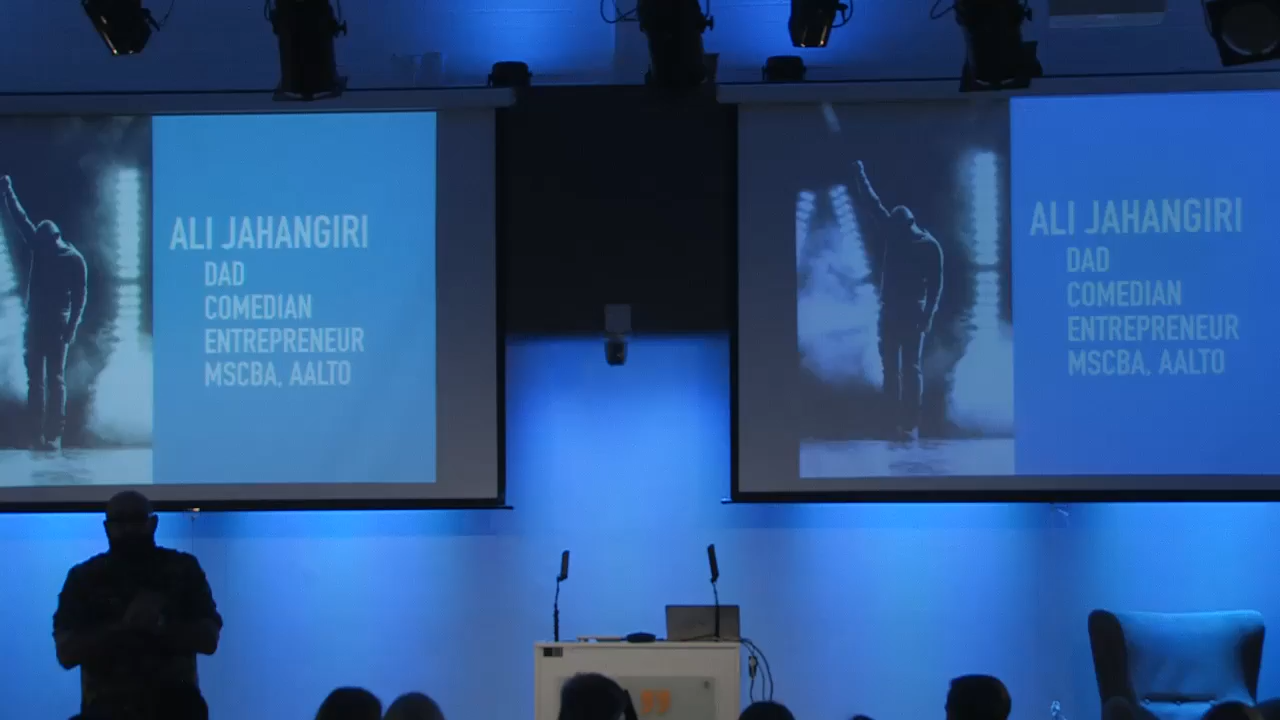 ALI JAHANGIRI
DAD
COMEDIAN
ENTREPRENEUR
MSCBA, AALTO
ALI JAHANGIRI
DAD
COMEDIAN
ENTREPRENEUR
MSCBA, AALTO